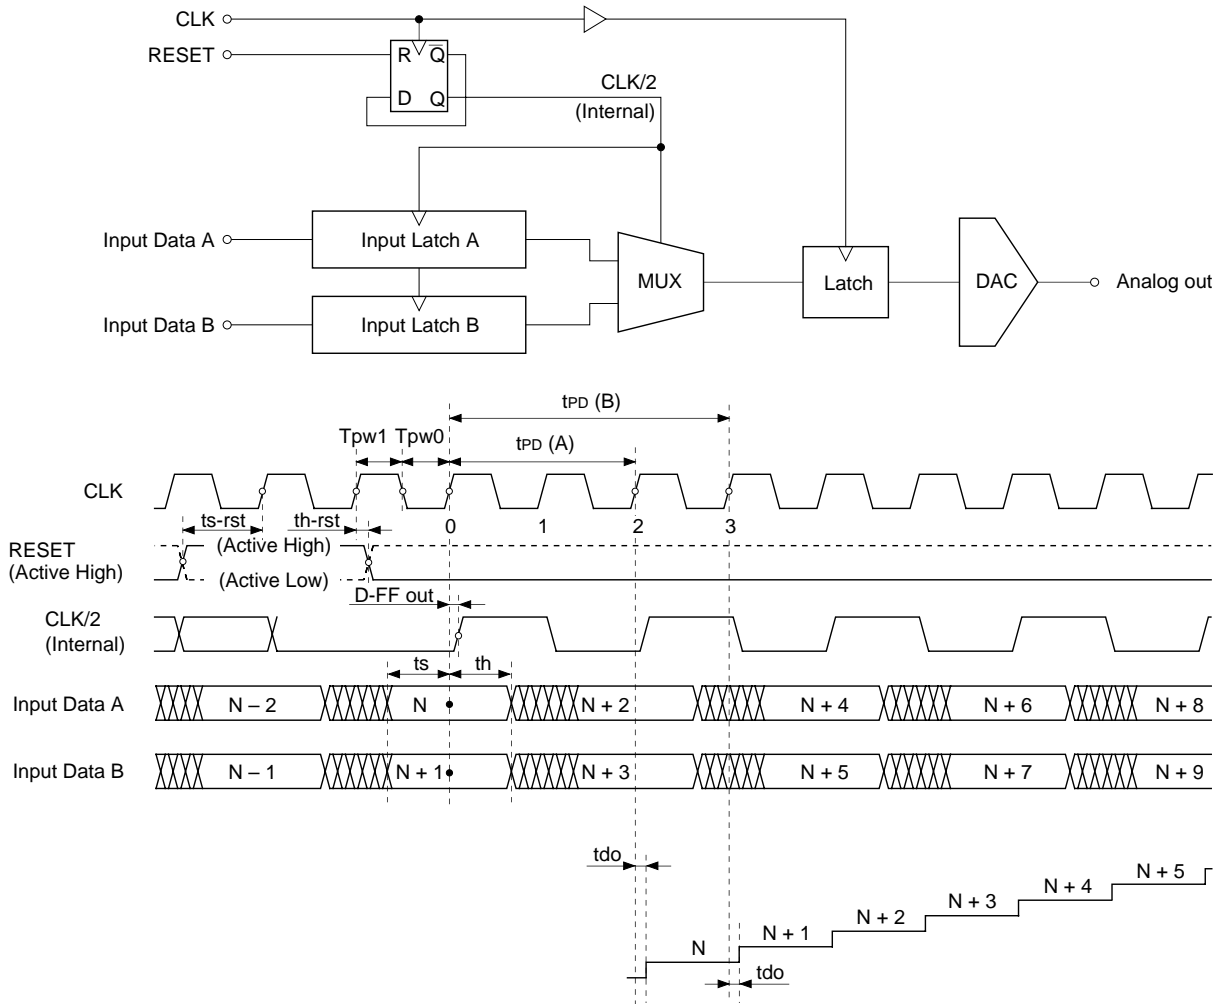 CLK
RESET
R Q
D Q
CLK/2
(Internal)
Input Data A
Input Latch A
MUX
Latch
DAC
Analog out
Input Data B
Input Latch B
tPD (B)
Tpw1 Tpw0
tPD (A)
CLK
ts-rst th-rst
0 1 2 3
RESET
(Active High)
(Active High)
(Active Low)
D-FF out
CLK/2
(Internal)
ts th
Input Data A
N – 2 N N + 2 N + 4 N + 6 N + 8
Input Data B
N – 1 N + 1 N + 3 N + 5 N + 7 N + 9
tdo
N N + 1 N + 2 N + 3 N + 4 N + 5
tdo